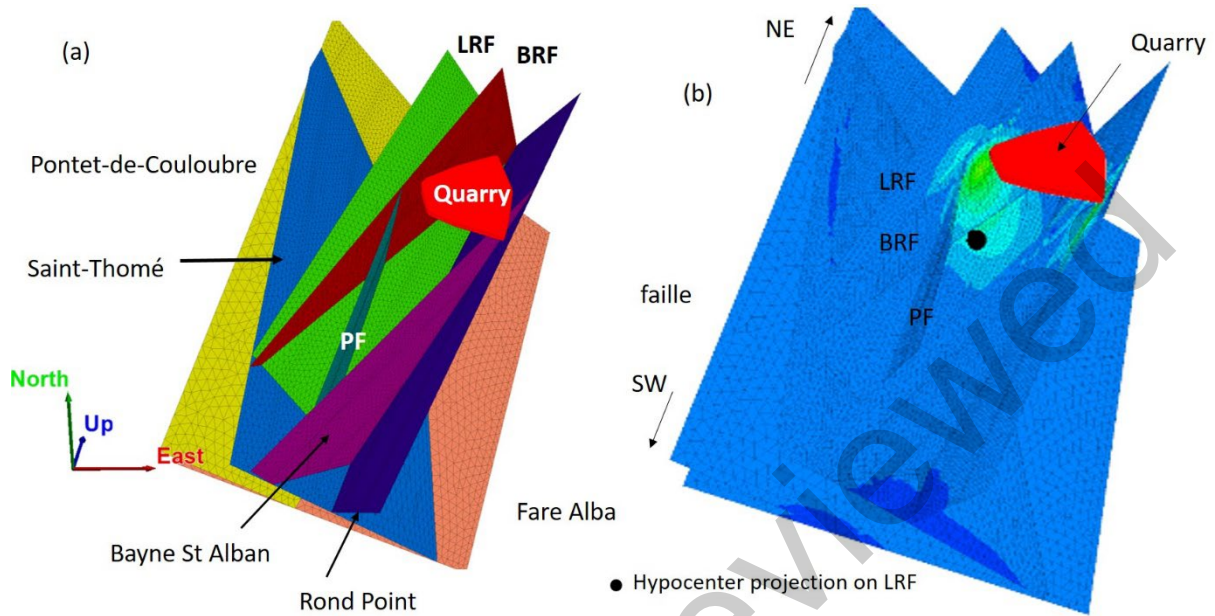 (a)
LRF
BRF
Pontet-de-Couloubre
Quarry
Saint-Thomé
PF
North
Up
East
Fare Alba
Bayne St Alban
Rond Point
NE
Quarry
(b)
LRF
BRF
faille
PF
SW
Hypocenter projection on LRF